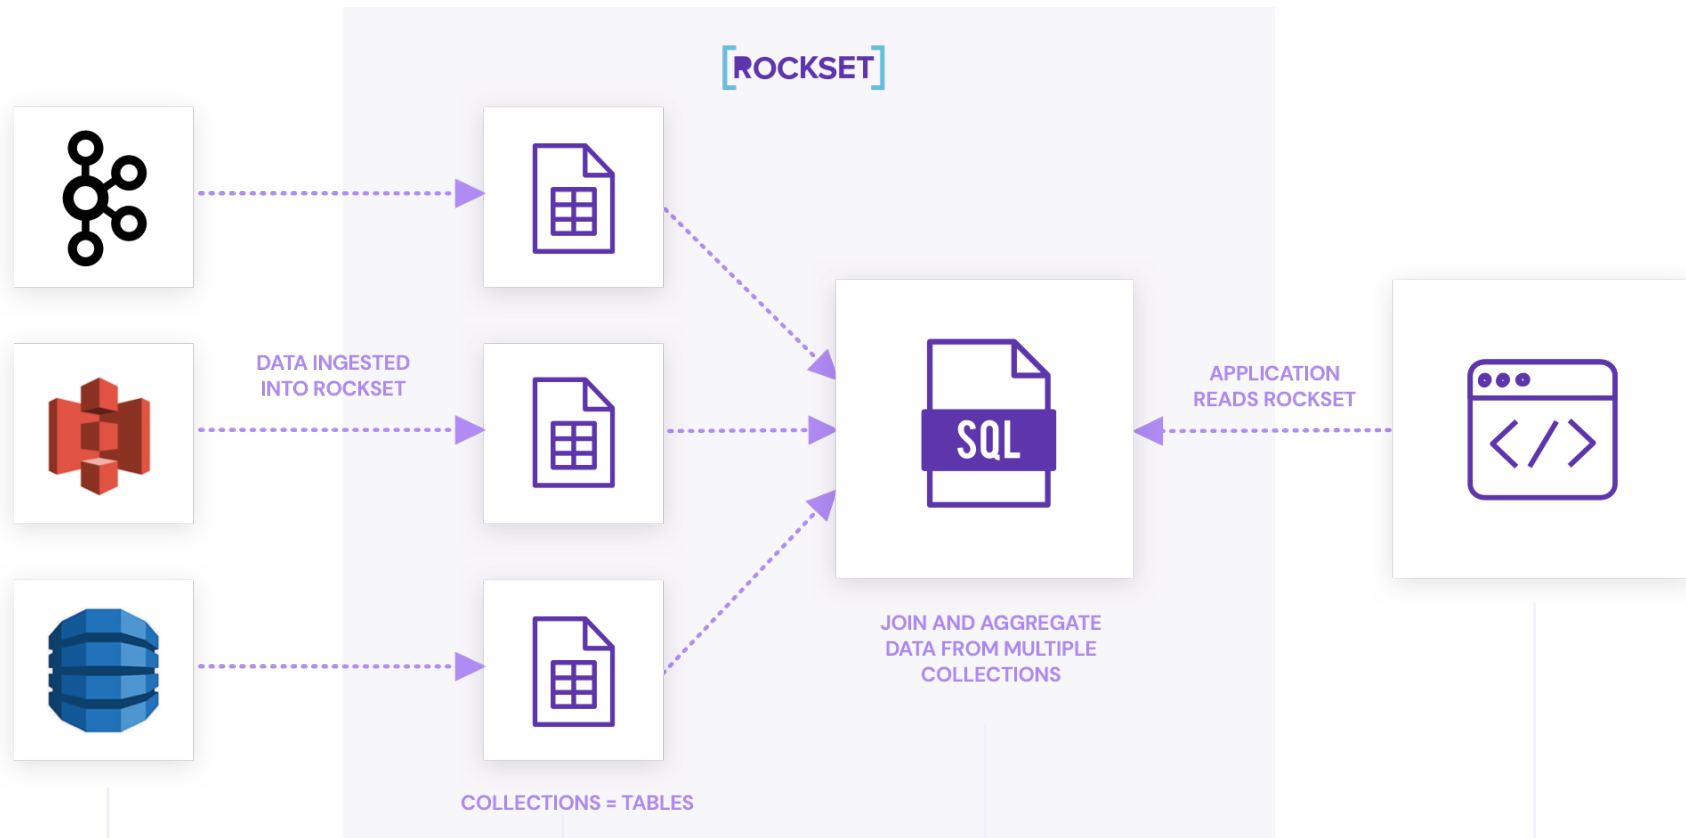 [ROCKSET]
DATA INGESTED
INTO ROCKSET
SQL
APPLICATION
READS ROCKSET
</>
JOIN AND AGGREGATE
DATA FROM MULTIPLE
COLLECTIONS
COLLECTIONS = TABLES